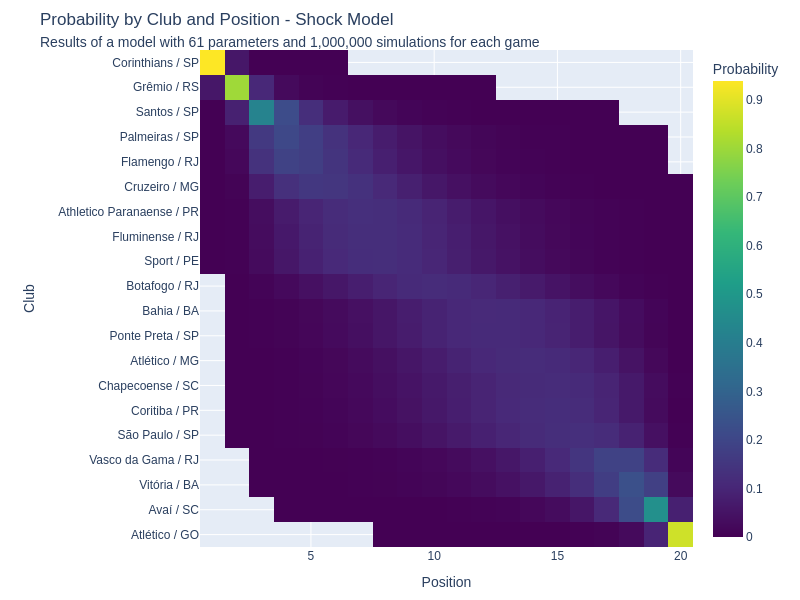 Probability by Club and Position - Shock Model
Results of a model with 61 parameters and 1,000,000 simulations for each game
Probability
Corinthians / SP
Grêmio / RS
Santos / SP
Palmeiras / SP
Flamengo / RJ
Cruzeiro / MG
Athletico Paranaense / PR
Fluminense / RJ
Sport / PE
Botafogo / RJ
Bahia / BA
Ponte Preta / SP
Atlético / MG
Chapecoense / SC
Coritiba / PR
São Paulo / SP
Vasco da Gama / RJ
Vitória / BA
Avaí / SC
Atlético / GO
Club
5
10
15
20
Position
0.9
0.8
0.7
0.6
0.5
0.4
0.3
0.2
0.1
0